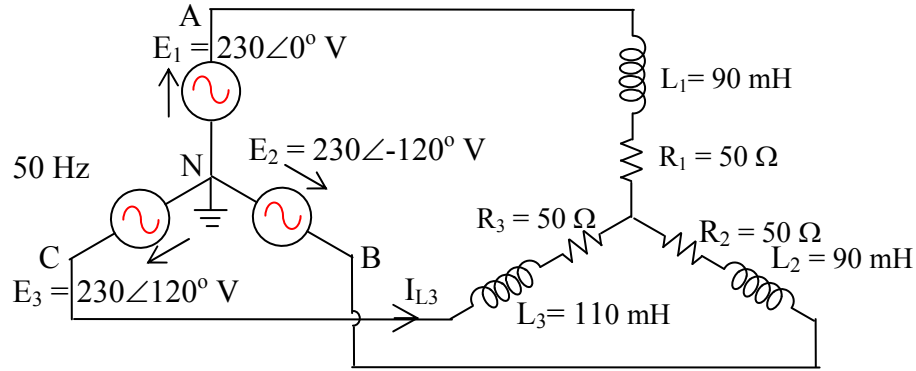 A
E₁ = 230∠0° V
L₁= 90 mH
50 Hz
N
E₂ = 230∠-120° V
R₁ = 50 Ω
R₃ = 50 Ω
R₂ = 50 Ω
C
B
L₂ = 90 mH
E₃ = 230∠120° V
I_L3
L₃= 110 mH